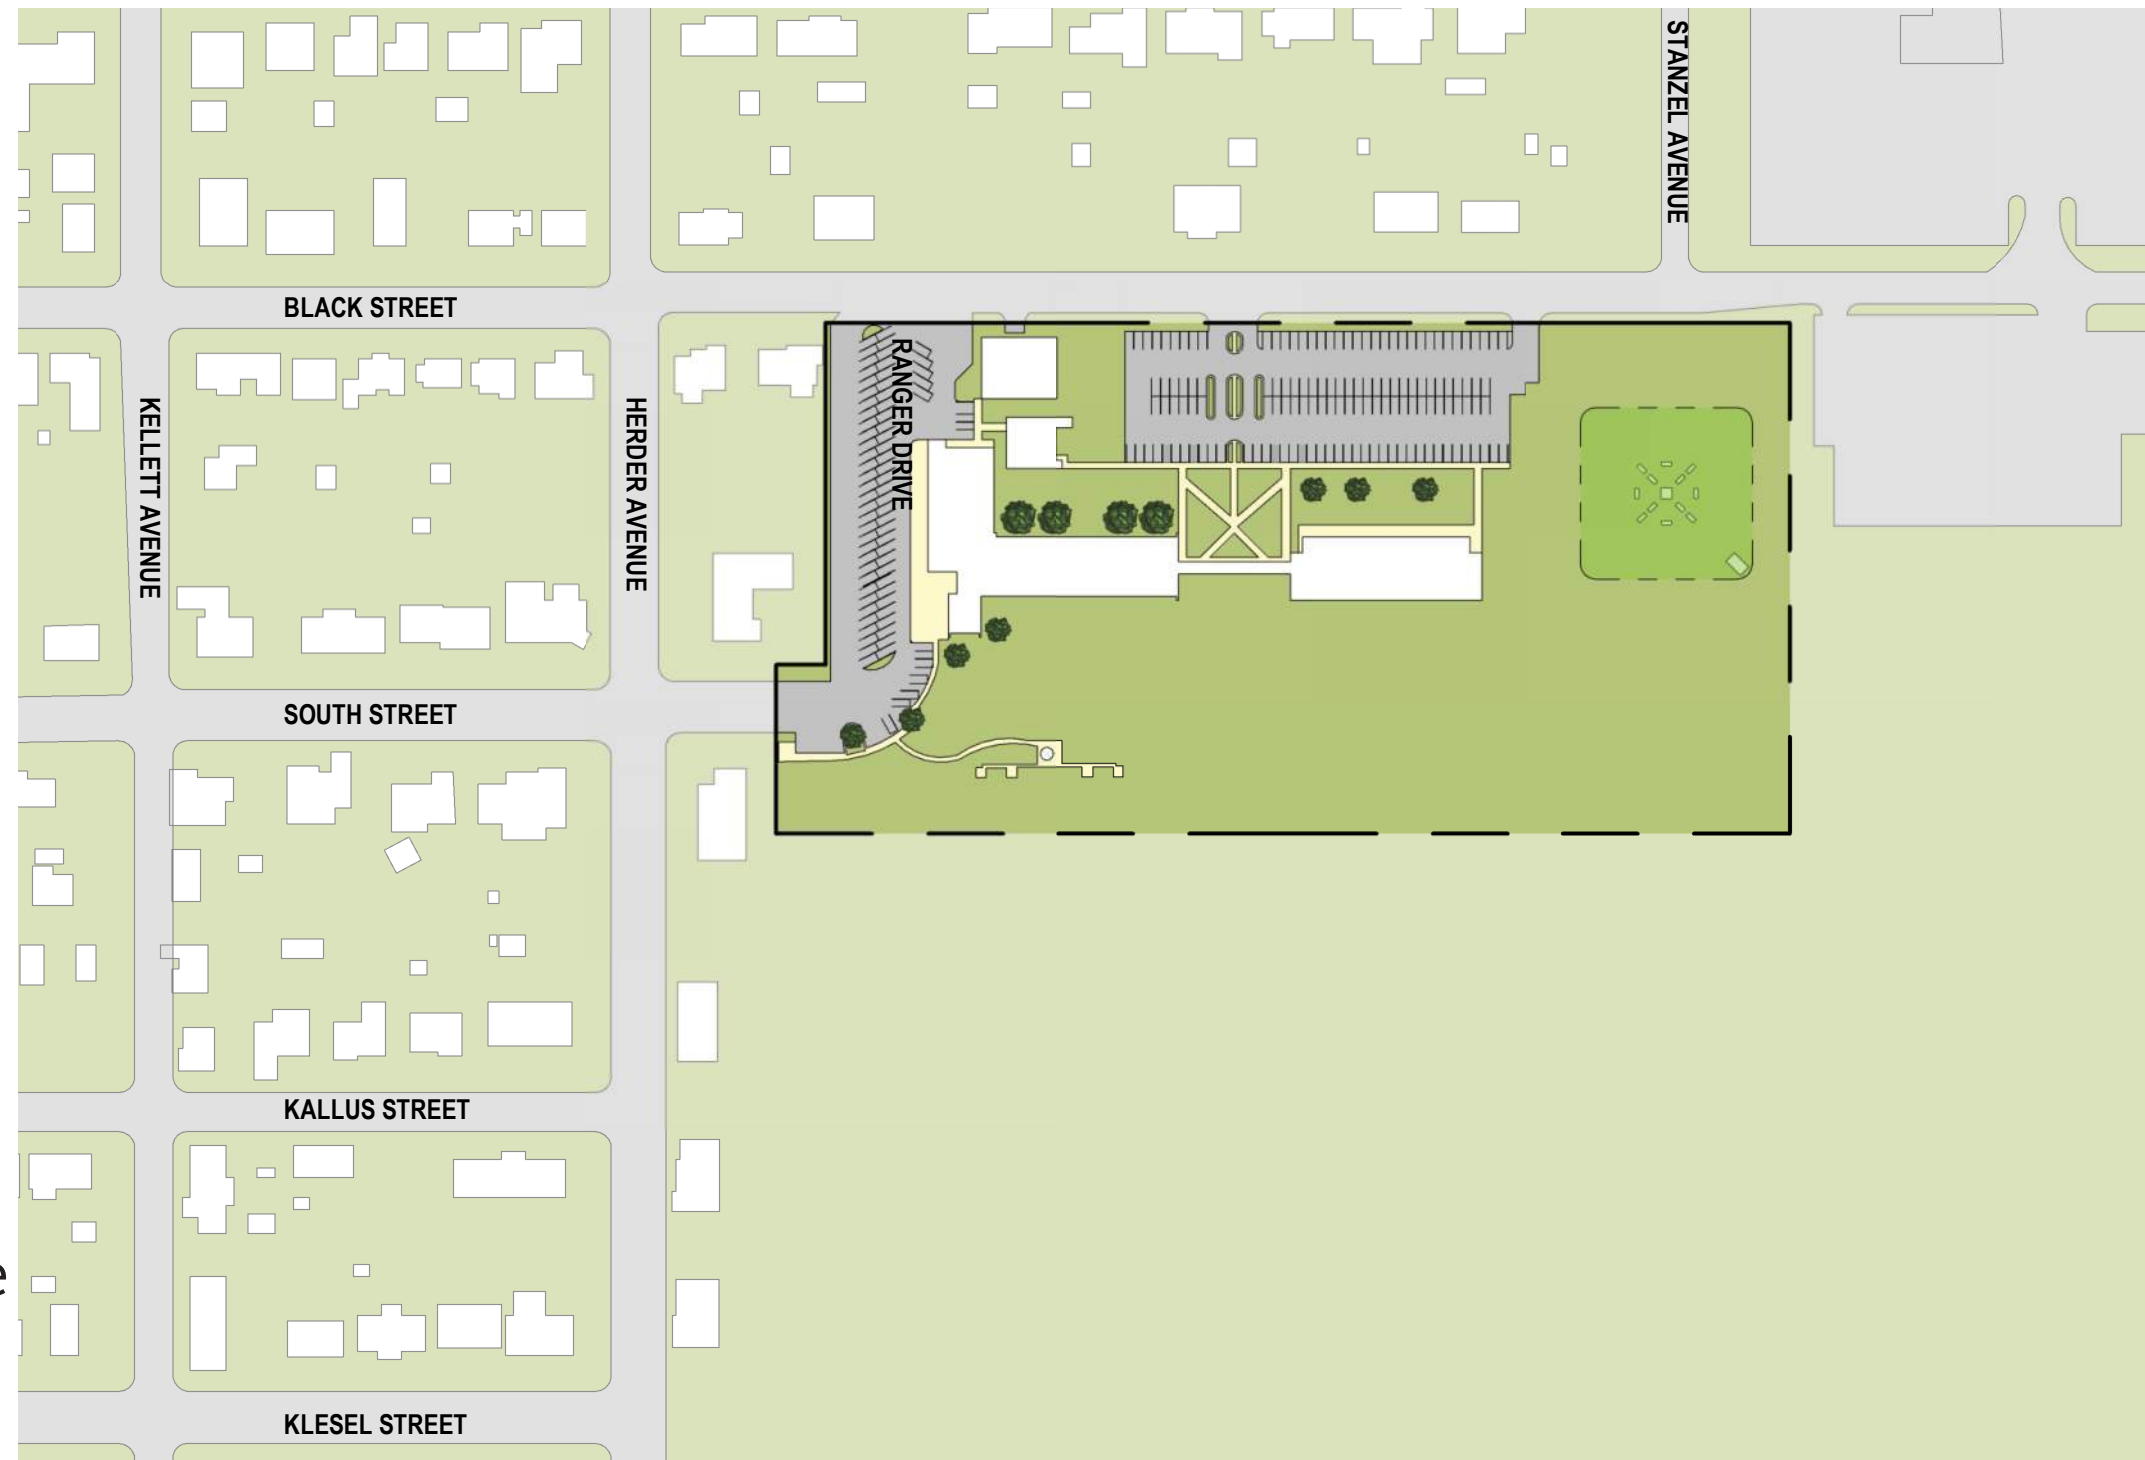 STANZEL AVENUE
BLACK STREET
RANGER DRIVE
KELLETT AVENUE
HERDER AVENUE
SOUTH STREET
KALLUS STREET
e
KLESEL STREET